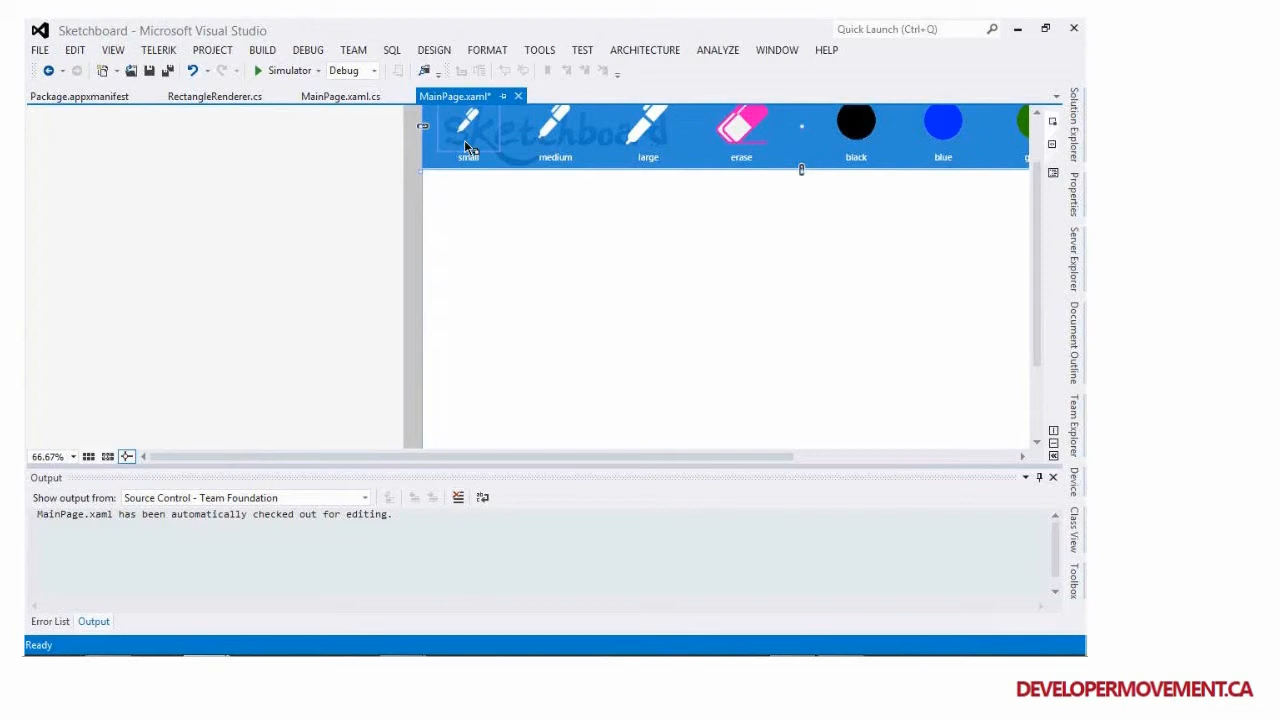 Sketchboard - Microsoft Visual Studio
Quick Launch (Ctrl+Q)
FILE EDIT VIEW TELERIK PROJECT BUILD DEBUG TEAM SQL DESIGN FORMAT TOOLS TEST ARCHITECTURE ANALYZE WINDOW HELP
Simulator Debug
Package.appxmanifest RectangleRenderer.cs MainPage.xaml.cs MainPage.xaml*
Sketchboard
small medium large erase black blue g
Solution Explorer
Properties
Server Explorer
Document Outline
Team Explorer
Device
Class View
Toolbox
66.67%
Output
Show output from: Source Control - Team Foundation
MainPage.xaml has been automatically checked out for editing.
Error List Output
Ready
DEVELOPERMOVEMENT.CA